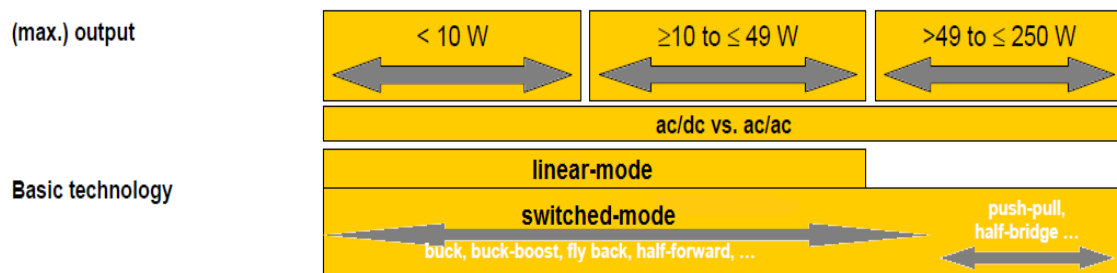 (max.) output
< 10 W
≥10 to ≤ 49 W
>49 to ≤ 250 W
ac/dc vs. ac/ac
Basic technology
linear-mode
switched-mode
buck, buck-boost, fly back, half-forward, ...
push-pull,
half-bridge ...